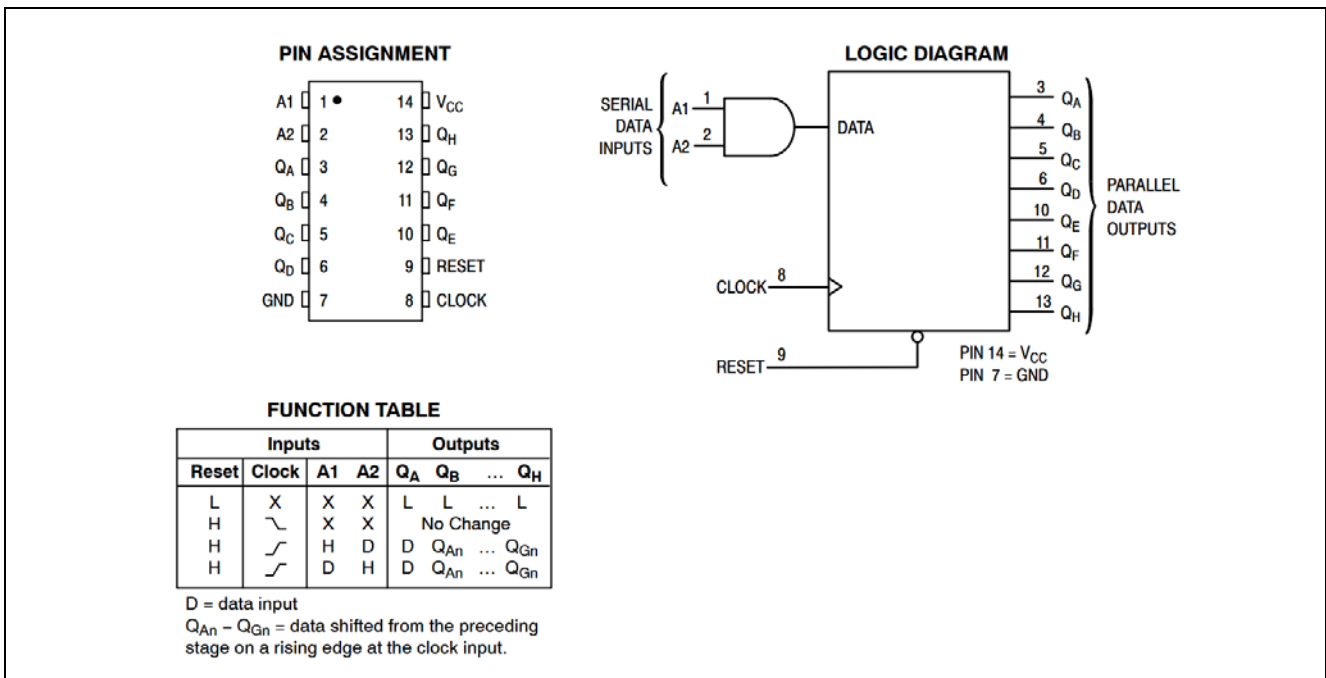 PIN ASSIGNMENT
A1 1 14 VCC
A2 2 13 QH
QA 3 12 QG
QB 4 11 QF
QC 5 10 QE
QD 6 9 RESET
GND 7 8 CLOCK
LOGIC DIAGRAM
SERIAL
DATA
INPUTS
A1 1
A2 2
DATA
CLOCK 8
RESET 9
3 QA
4 QB
5 QC
6 QD
10 QE
11 QF
12 QG
13 QH
PARALLEL
DATA
OUTPUTS
PIN 14 = VCC
PIN 7 = GND
FUNCTION TABLE
Inputs Outputs
Reset Clock A1 A2 QA QB ... QH
L X X X L L ... L
H X X No Change
H H D D QAn ... QGn
H D H D QAn ... QGn
D = data input
QAn – QGn = data shifted from the preceding
stage on a rising edge at the clock input.